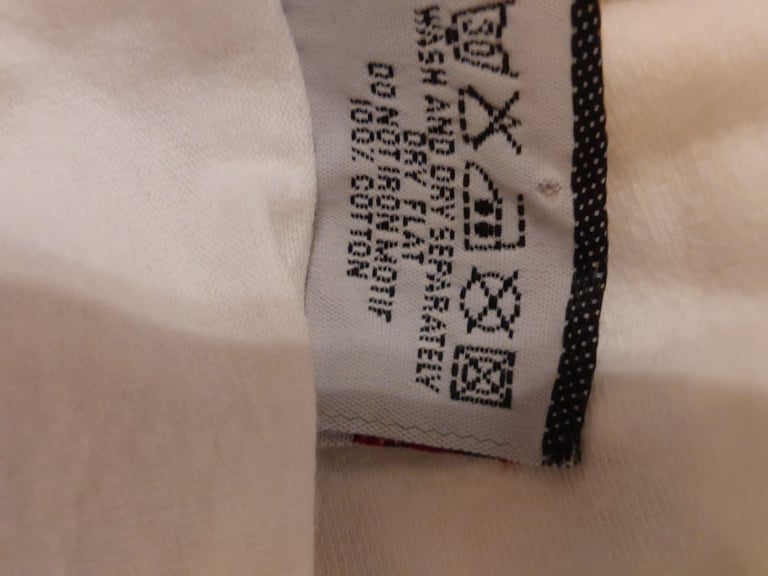 30
WASH AND DRY SEPARATELY
DRY FLAT
DO NOT IRON MOTIF
100% COTTON